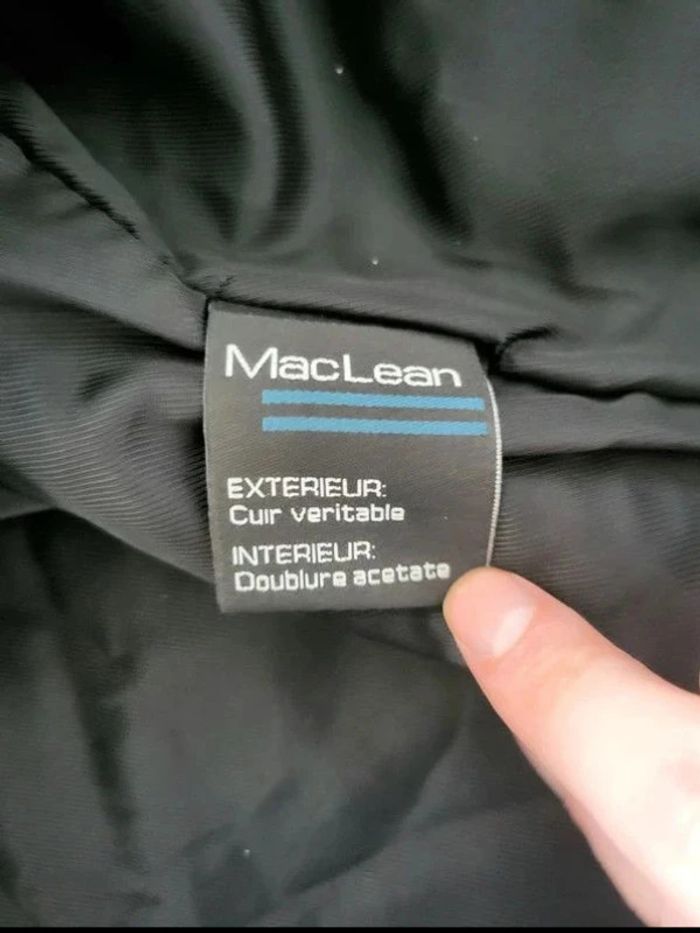 MacLean
EXTERIEUR:
Cuir veritable
INTERIEUR:
Doublure acetate